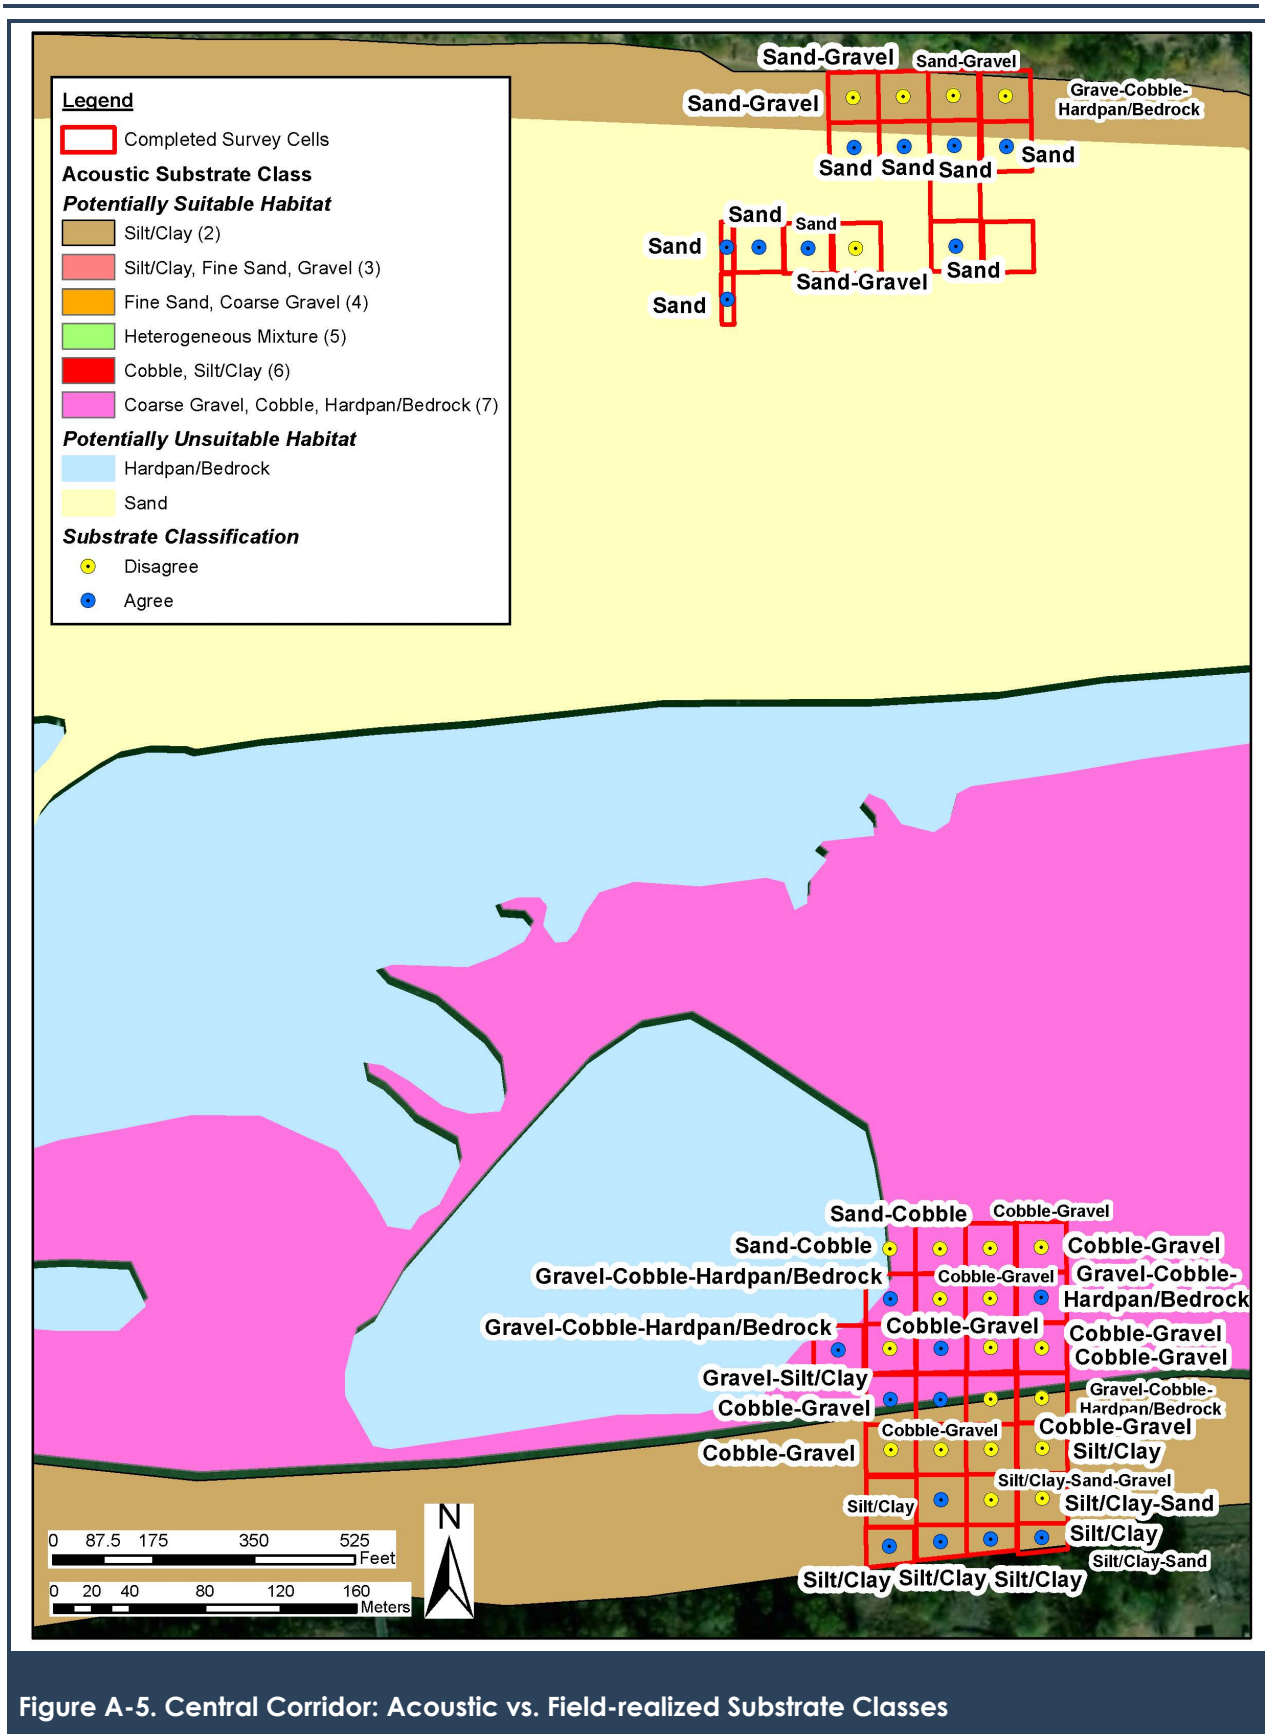 Legend
Completed Survey Cells
Acoustic Substrate Class
Potentially Suitable Habitat
Silt/Clay (2)
Silt/Clay, Fine Sand, Gravel (3)
Fine Sand, Coarse Gravel (4)
Heterogeneous Mixture (5)
Cobble, Silt/Clay (6)
Coarse Gravel, Cobble, Hardpan/Bedrock (7)
Potentially Unsuitable Habitat
Hardpan/Bedrock
Sand
Substrate Classification
Disagree
Agree
Sand-Gravel
Sand-Gravel
Sand-Gravel
Grave-Cobble-
Hardpan/Bedrock
Sand
Sand
Sand
Sand
Sand
Sand
Sand
Sand-Gravel
Sand
Sand
Sand-Cobble
Cobble-Gravel
Sand-Cobble
Cobble-Gravel
Gravel-Cobble-Hardpan/Bedrock
Cobble-Gravel
Gravel-Cobble-
Hardpan/Bedrock
Gravel-Cobble-Hardpan/Bedrock
Cobble-Gravel
Cobble-Gravel
Cobble-Gravel
Gravel-Silt/Clay
Gravel-Cobble-
Hardpan/Bedrock
Cobble-Gravel
Cobble-Gravel
Cobble-Gravel
Cobble-Gravel
Silt/Clay
Silt/Clay-Sand-Gravel
Silt/Clay
Silt/Clay-Sand
Silt/Clay
Silt/Clay-Sand
Silt/Clay
Silt/Clay
Silt/Clay
0 87.5 175 350 525
Feet
0 20 40 80 120 160
Meters
N
Figure A-5. Central Corridor: Acoustic vs. Field-realized Substrate Classes